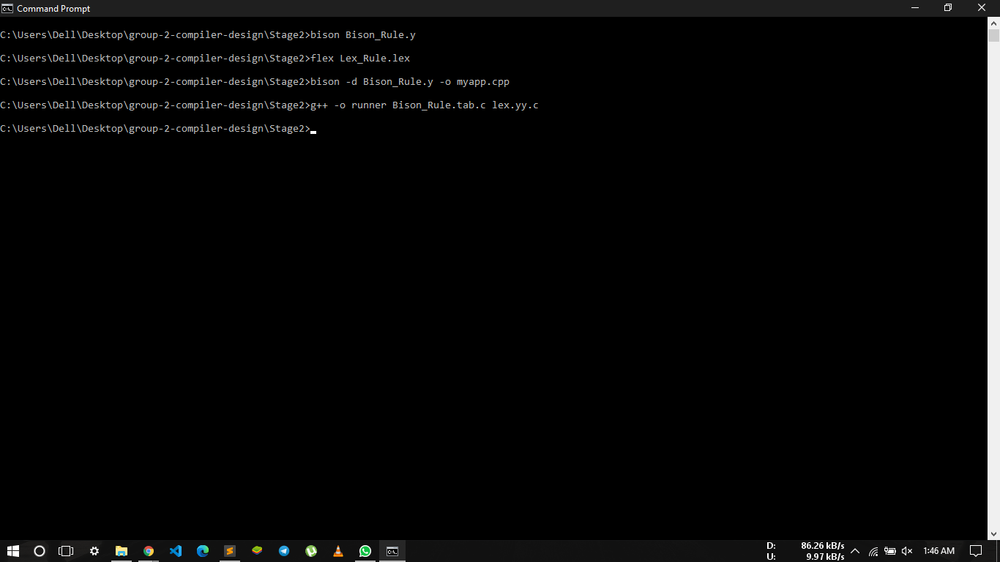 Command Prompt
C:\Users\Dell\Desktop\group-2-compiler-design\Stage2>bison Bison_Rule.y
C:\Users\Dell\Desktop\group-2-compiler-design\Stage2>flex Lex_Rule.lex
C:\Users\Dell\Desktop\group-2-compiler-design\Stage2>bison -d Bison_Rule.y -o myapp.cpp
C:\Users\Dell\Desktop\group-2-compiler-design\Stage2>g++ -o runner Bison_Rule.tab.c lex.yy.c
C:\Users\Dell\Desktop\group-2-compiler-design\Stage2>
D: 86.26 kB/s
U: 9.97 kB/s
1:46 AM